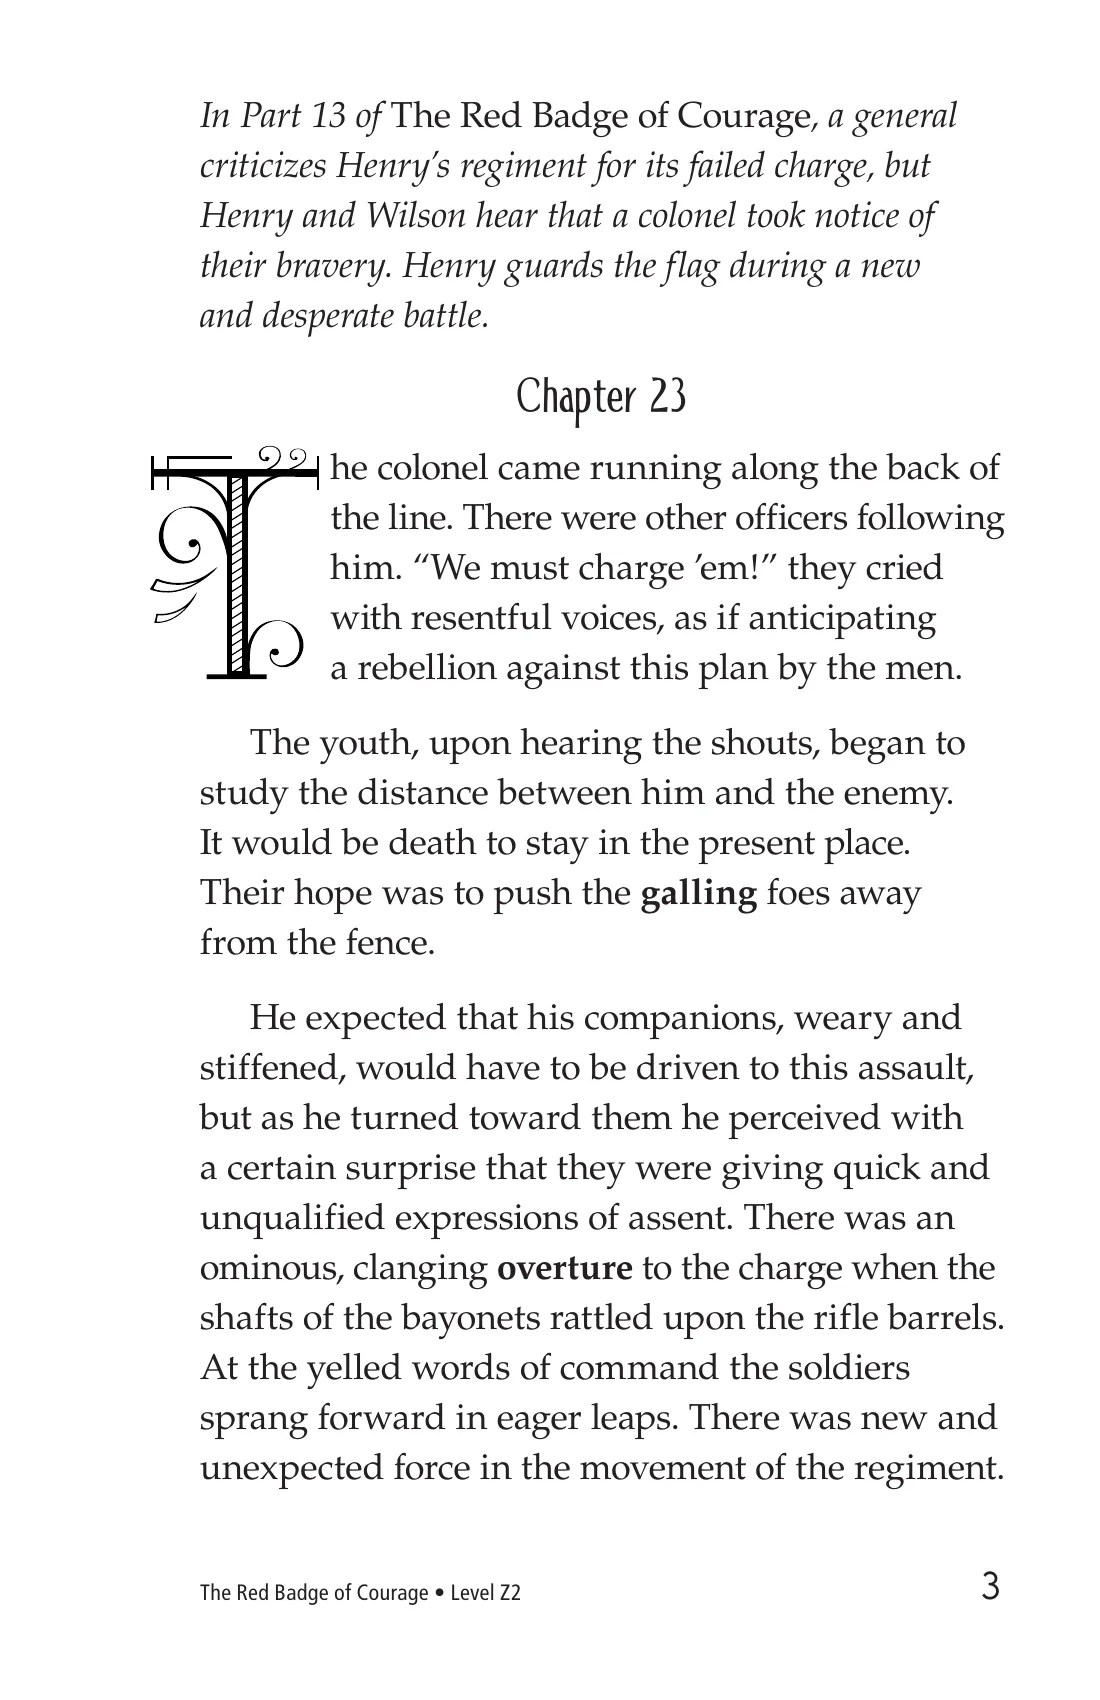 In Part 13 of The Red Badge of Courage, a general
criticizes Henry’s regiment for its failed charge, but
Henry and Wilson hear that a colonel took notice of
their bravery. Henry guards the flag during a new
and desperate battle.
Chapter 23
The colonel came running along the back of
the line. There were other officers following
him. “We must charge ’em!” they cried
with resentful voices, as if anticipating
a rebellion against this plan by the men.
The youth, upon hearing the shouts, began to
study the distance between him and the enemy.
It would be death to stay in the present place.
Their hope was to push the galling foes away
from the fence.
He expected that his companions, weary and
stiffened, would have to be driven to this assault,
but as he turned toward them he perceived with
a certain surprise that they were giving quick and
unqualified expressions of assent. There was an
ominous, clanging overture to the charge when the
shafts of the bayonets rattled upon the rifle barrels.
At the yelled words of command the soldiers
sprang forward in eager leaps. There was new and
unexpected force in the movement of the regiment.
The Red Badge of Courage • Level Z2
3